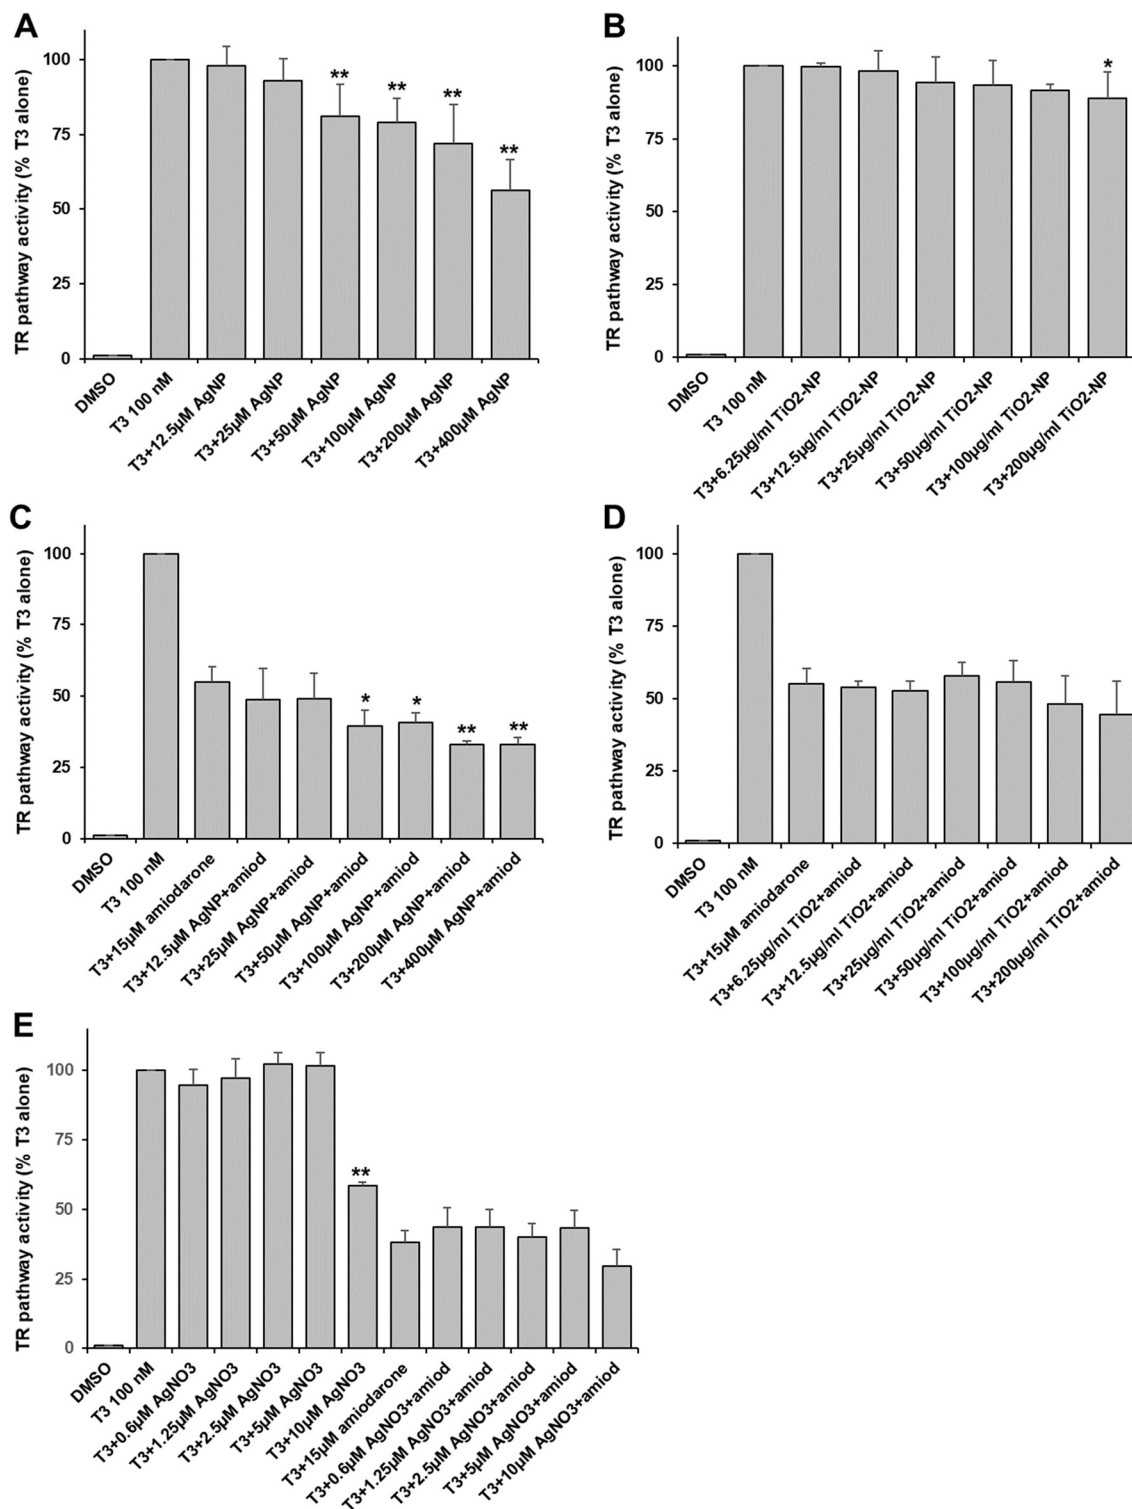 A
TR pathway activity (% T3 alone)
100
75
50
25
0
**
**
**
**
DMSO
T3 100 nM
T3+12.5µM AgNP
T3+25µM AgNP
T3+50µM AgNP
T3+100µM AgNP
T3+200µM AgNP
T3+400µM AgNP
B
TR pathway activity (% T3 alone)
100
75
50
25
0
*
DMSO
T3 100 nM
T3+6.25µg/ml TiO2-NP
T3+12.5µg/ml TiO2-NP
T3+25µg/ml TiO2-NP
T3+50µg/ml TiO2-NP
T3+100µg/ml TiO2-NP
T3+200µg/ml TiO2-NP
C
TR pathway activity (% T3 alone)
100
75
50
25
0
*
*
**
**
DMSO
T3 100 nM
T3+15µM amiodarone
T3+12.5µM AgNP+amiod
T3+25µM AgNP+amiod
T3+50µM AgNP+amiod
T3+100µM AgNP+amiod
T3+200µM AgNP+amiod
T3+400µM AgNP+amiod
D
TR pathway activity (% T3 alone)
100
75
50
25
0
DMSO
T3 100 nM
T3+15µM amiodarone
T3+6.25µg/ml TiO2+amiod
T3+12.5µg/ml TiO2+amiod
T3+25µg/ml TiO2+amiod
T3+50µg/ml TiO2+amiod
T3+100µg/ml TiO2+amiod
T3+200µg/ml TiO2+amiod
E
TR pathway activity (% T3 alone)
100
75
50
25
0
**
DMSO
T3 100 nM
T3+0.6µM AgNO3
T3+1.25µM AgNO3
T3+2.5µM AgNO3
T3+5µM AgNO3
T3+10µM AgNO3
T3+15µM amiodarone
T3+0.6µM AgNO3+amiod
T3+1.25µM AgNO3+amiod
T3+2.5µM AgNO3+amiod
T3+5µM AgNO3+amiod
T3+10µM AgNO3+amiod